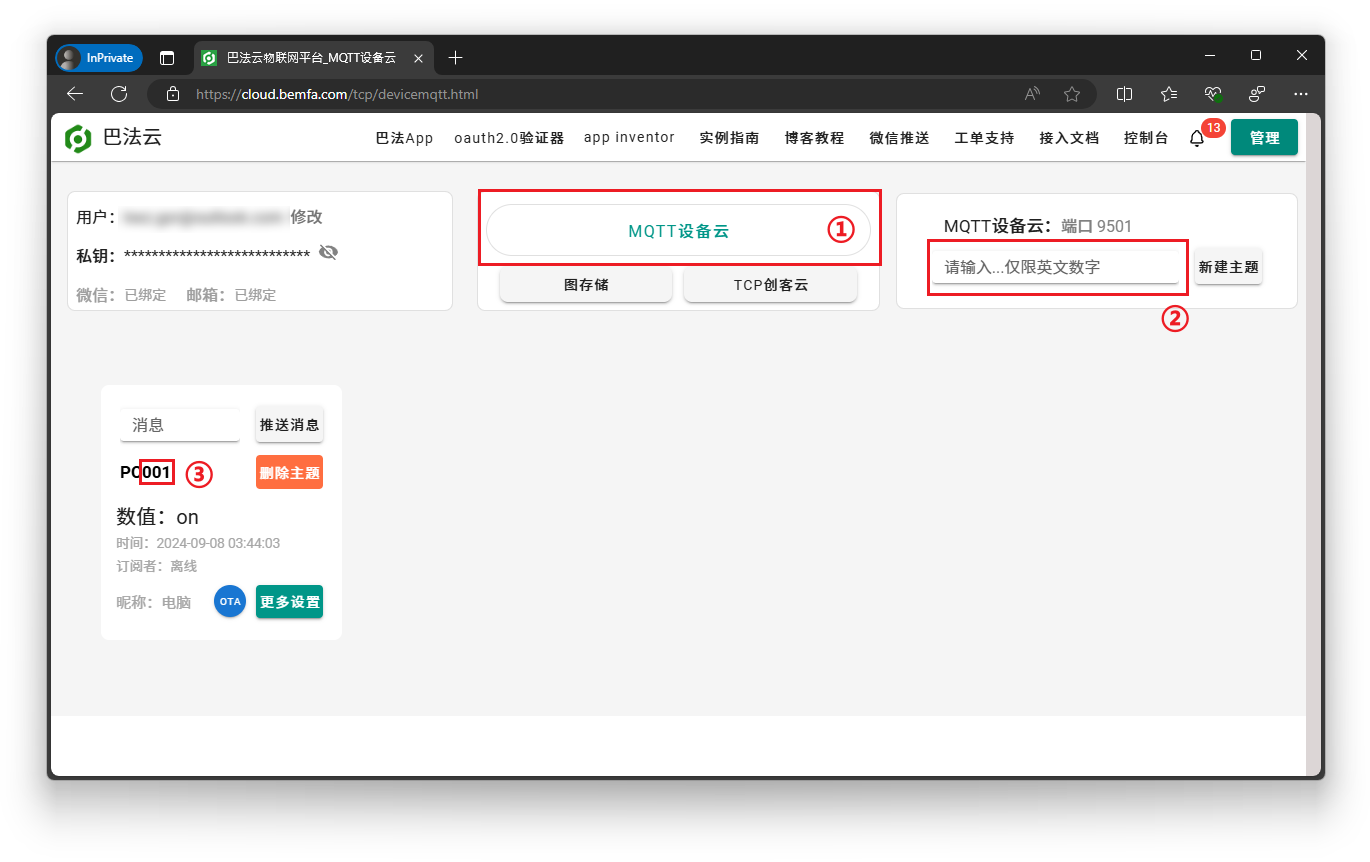 InPrivate
巴法云物联网平台_MQTT设备云
https://cloud.bemfa.com/tcp/devicemqtt.html
巴法云
巴法App oauth2.0验证器 app inventor 实例指南 博客教程 微信推送 工单支持 接入文档 控制台 13 管理
用户： 修改
私钥：***************************
微信：已绑定 邮箱：已绑定
MQTT设备云 ①
图存储 TCP创客云
MQTT设备云：端口 9501
请输入...仅限英文数字 新建主题
②
消息 推送消息
PC001 ③ 删除主题
数值：on
时间：2024-09-08 03:44:03
订阅者：离线
昵称：电脑 OTA 更多设置